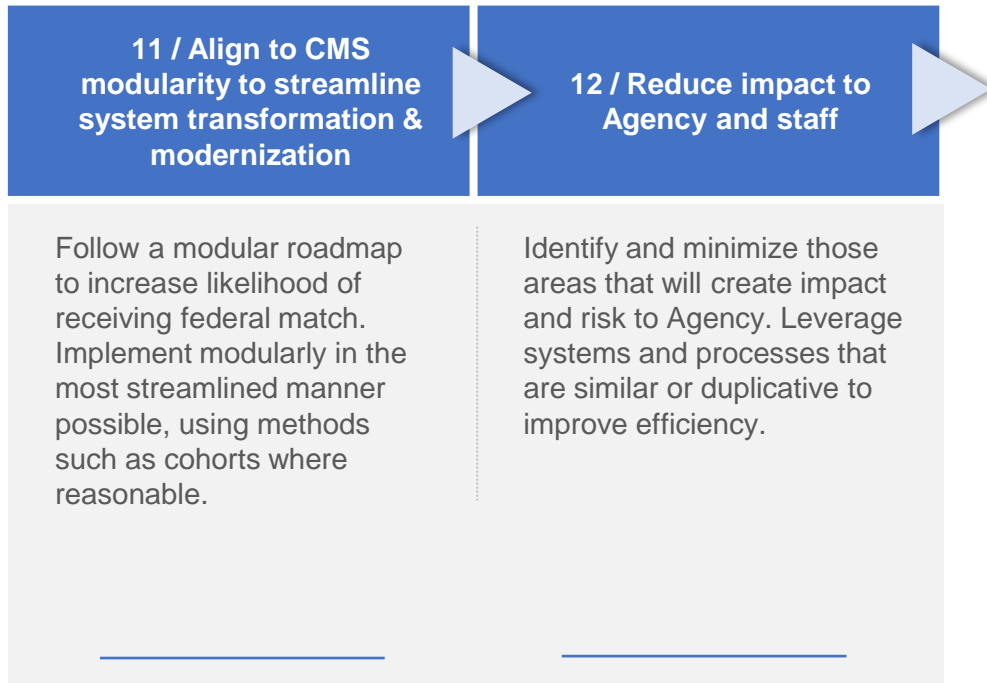 11 / Align to CMS
modularity to streamline
system transformation &
modernization
12 / Reduce impact to
Agency and staff
Follow a modular roadmap
to increase likelihood of
receiving federal match.
Implement modularly in the
most streamlined manner
possible, using methods
such as cohorts where
reasonable.
Identify and minimize those
areas that will create impact
and risk to Agency. Leverage
systems and processes that
are similar or duplicative to
improve efficiency.